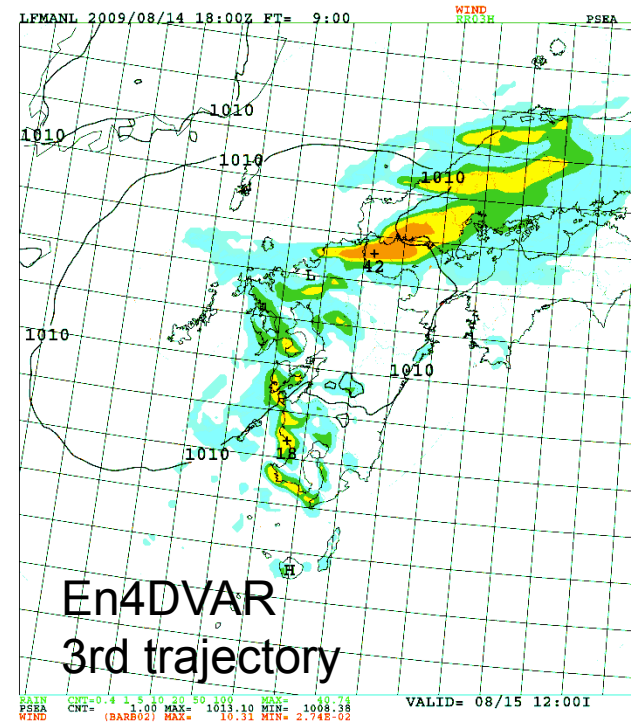 WIND
LFMANL 2009/08/14 18:00Z FT= 9:00 RR03H PSEA
1010
1010
1010
1010
42
L
1010
1010
1010
18
H
En4DVAR
3rd trajectory
RAIN CNT=0.4 1 5 10 20 50 100 MAX= 40.74
PSEA CNT= 1.00 MAX= 1013.10 MIN= 1008.38 VALID= 08/15 12:00I
WIND (BARB02) MAX= 10.31 MIN= 2.74E-02